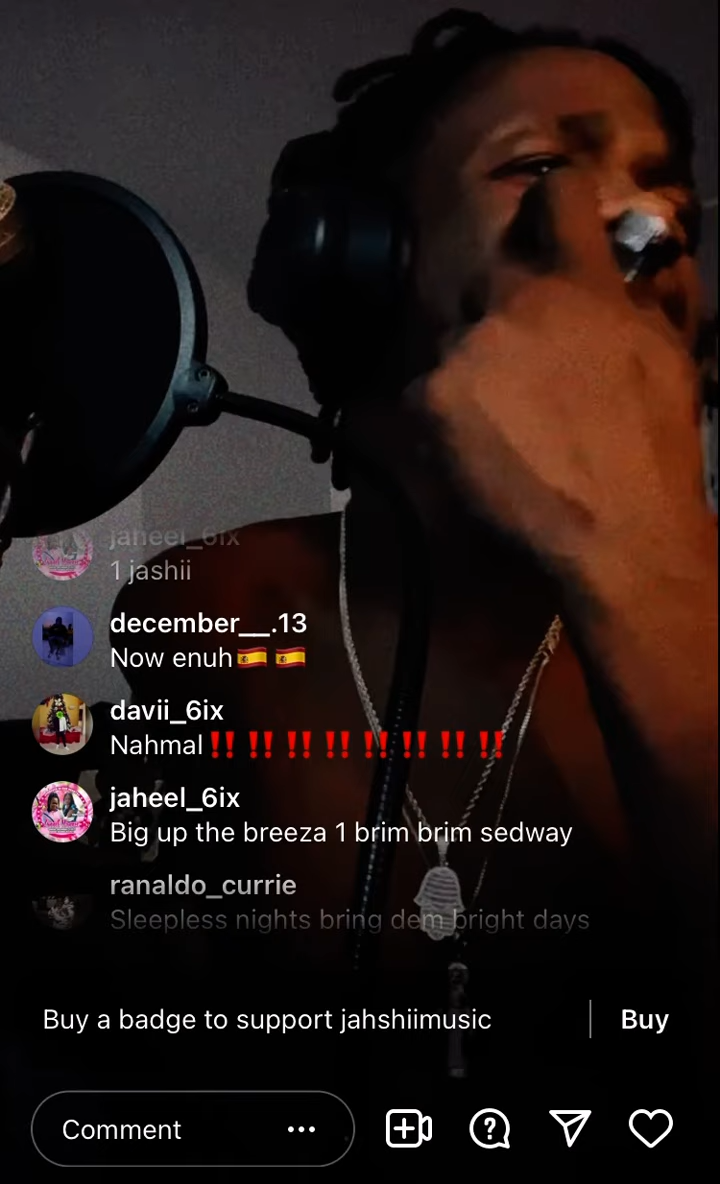 jaheel_6ix
1 jashii
december__.13
Now enuh🇪🇸 🇪🇸
davii_6ix
Nahmal‼️ ‼️ ‼️ ‼️ ‼️ ‼️ ‼️ ‼️
jaheel_6ix
Big up the breeza 1 brim brim sedway
ranaldo_currie
Sleepless nights bring dem bright days
Buy a badge to support jahshiimusic
Buy
Comment